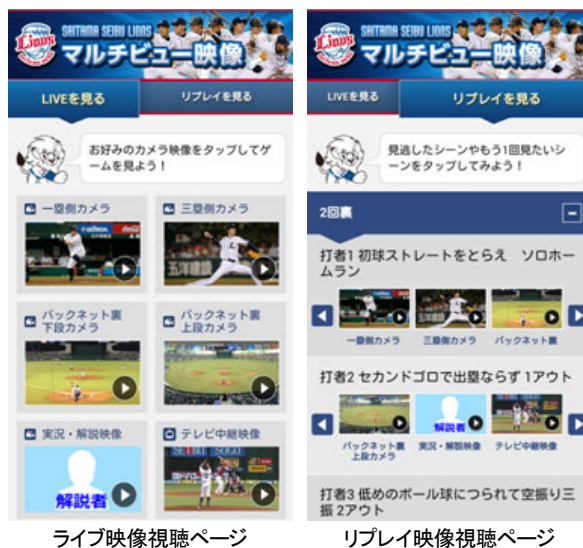 Lions
SAITAMA SEIBU LIONS
マルチビュー映像
LIVEを見る
リプレイを見る
お好みのカメラ映像をタップしてゲ
ームを見よう!
一塁側カメラ
三塁側カメラ
バックネット裏
下段カメラ
バックネット裏
上段カメラ
実況・解説映像
テレビ中継映像
解説者
ライブ映像視聴ページ
Lions
SAITAMA SEIBU LIONS
マルチビュー映像
LIVEを見る
リプレイを見る
見逃したシーンやもう1回見たいシ
ーンをタップしてみよう!
2回裏
打者1 初球ストレートをとらえ ソロホー
ムラン
一塁側カメラ
三塁側カメラ
バックネット裏
打者2 セカンドゴロで出塁ならず 1アウト
解説者
バックネット裏
上段カメラ
実況・解説映像
テレビ中継映像
打者3 低めのボール球につられて空振り三
振 2アウト
リプレイ映像視聴ページ